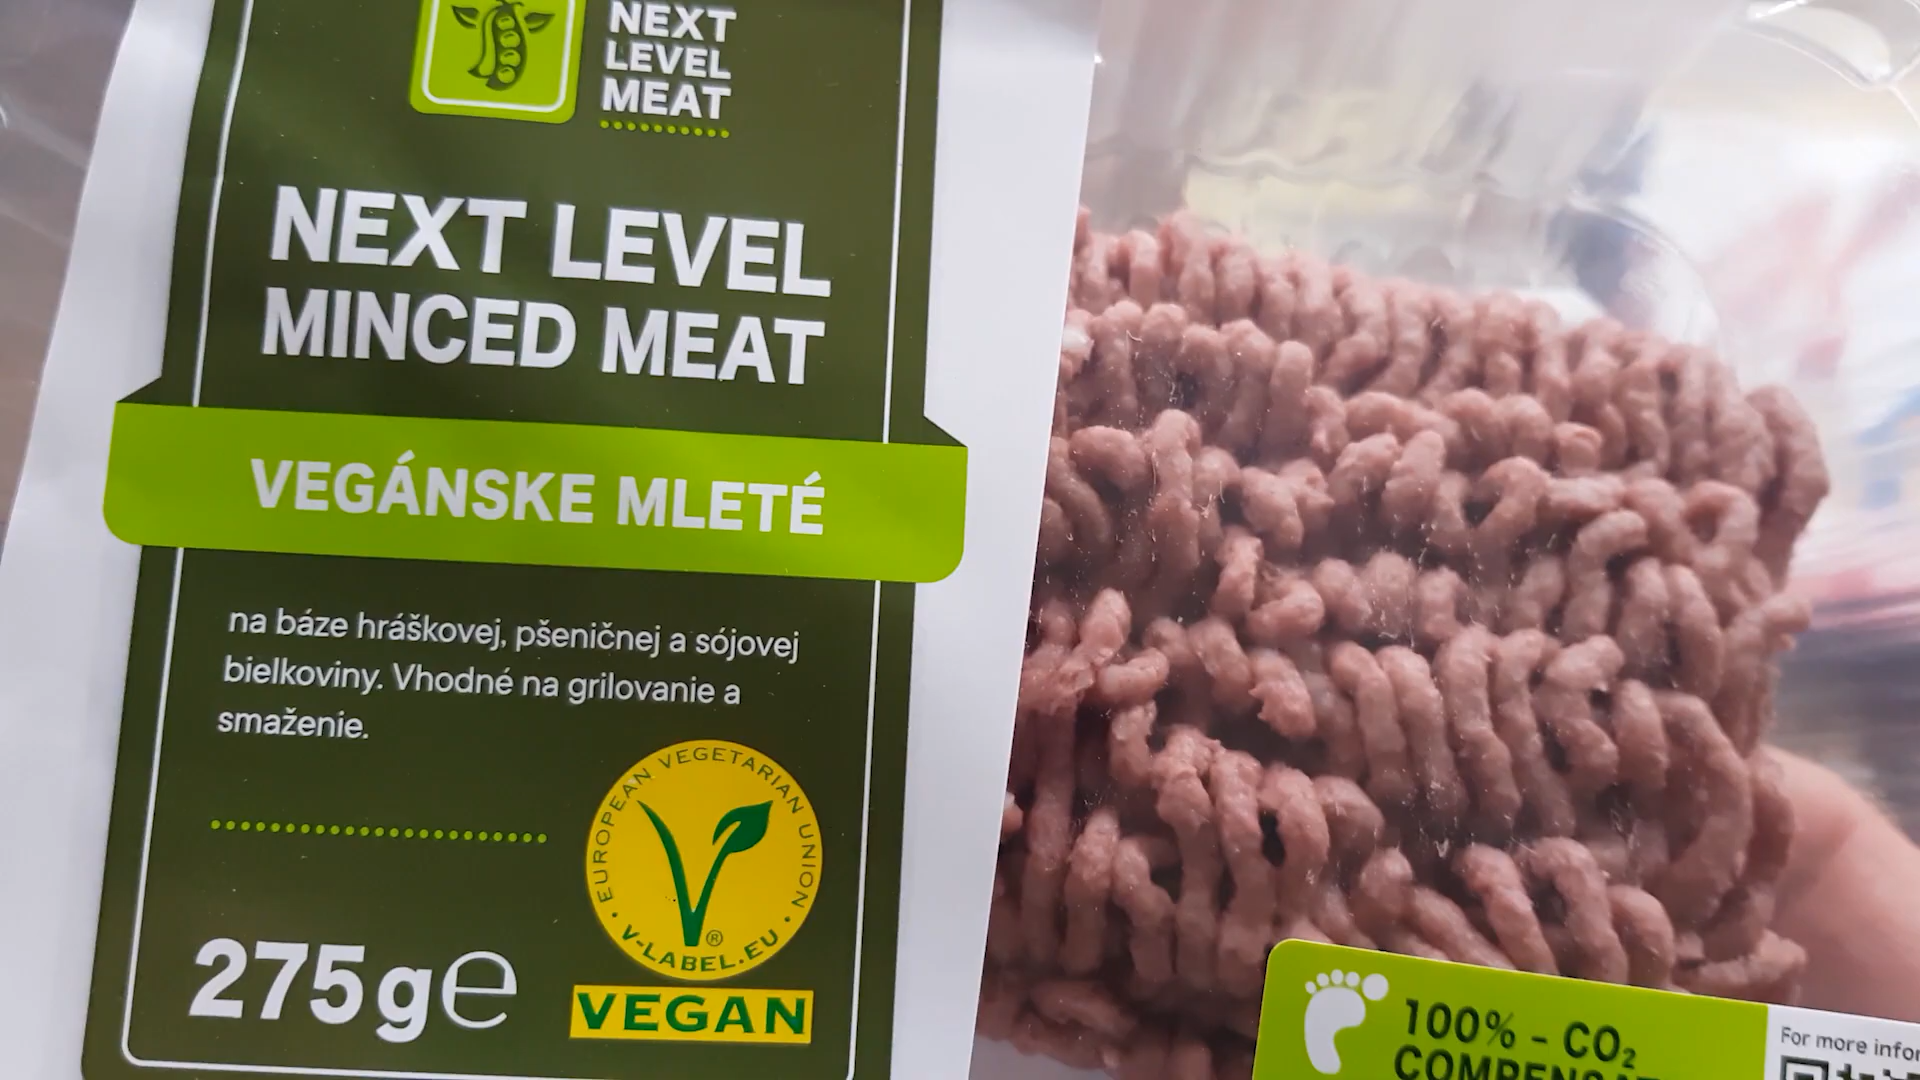 NEXT
LEVEL
MEAT
NEXT LEVEL
MINCED MEAT
VEGÁNSKE MLETÉ
na báze hráškovej, pšeničnej a sójovej
bielkoviny. Vhodné na grilovanie a
smaženie.
• EUROPEAN VEGETARIAN UNION •
V-LABEL.EU
®
VEGAN
275g℮
100% - CO₂
For more